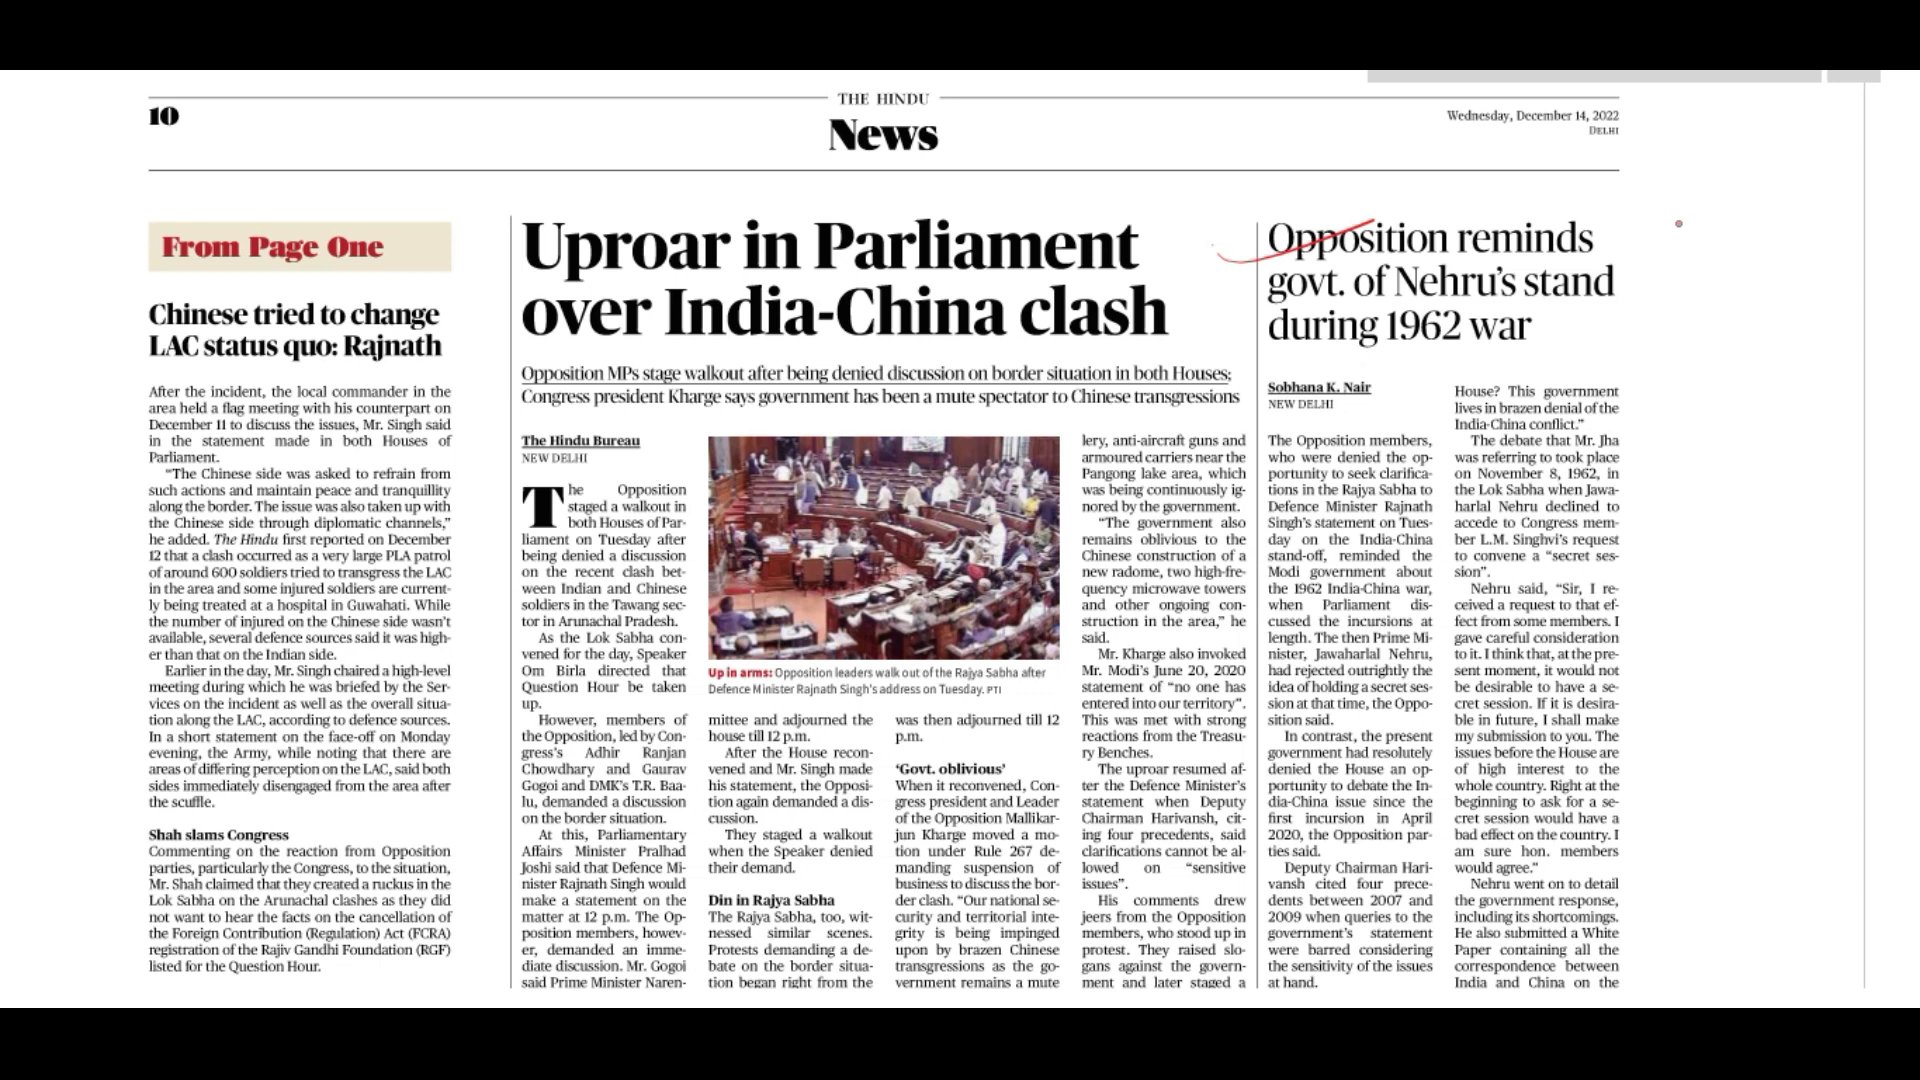 THE HINDU
10
News
Wednesday, December 14, 2022
DELHI
From Page One
Chinese tried to change
LAC status quo: Rajnath
After the incident, the local commander in the
area held a flag meeting with his counterpart on
December 11 to discuss the issues, Mr. Singh said
in the statement made in both Houses of
Parliament.
“The Chinese side was asked to refrain from
such actions and maintain peace and tranquillity
along the border. The issue was also taken up with
the Chinese side through diplomatic channels,”
he added. The Hindu first reported on December
12 that a clash occurred as a very large PLA patrol
of around 600 soldiers tried to transgress the LAC
in the area and some injured soldiers are current-
ly being treated at a hospital in Guwahati. While
the number of injured on the Chinese side wasn’t
available, several defence sources said it was high-
er than that on the Indian side.
Earlier in the day, Mr. Singh chaired a high-level
meeting during which he was briefed by the Ser-
vices on the incident as well as the overall situa-
tion along the LAC, according to defence sources.
In a short statement on the face-off on Monday
evening, the Army, while noting that there are
areas of differing perception on the LAC, said both
sides immediately disengaged from the area after
the scuffle.
Shah slams Congress
Commenting on the reaction from Opposition
parties, particularly the Congress, to the situation,
Mr. Shah claimed that they created a ruckus in the
Lok Sabha on the Arunachal clashes as they did
not want to hear the facts on the cancellation of
the Foreign Contribution (Regulation) Act (FCRA)
registration of the Rajiv Gandhi Foundation (RGF)
listed for the Question Hour.
Uproar in Parliament
over India-China clash
Opposition MPs stage walkout after being denied discussion on border situation in both Houses;
Congress president Kharge says government has been a mute spectator to Chinese transgressions
The Hindu Bureau
NEW DELHI
The Opposition
staged a walkout in
both Houses of Par-
liament on Tuesday after
being denied a discussion
on the recent clash bet-
ween Indian and Chinese
soldiers in the Tawang sec-
tor in Arunachal Pradesh.
As the Lok Sabha con-
vened for the day, Speaker
Om Birla directed that
Question Hour be taken
up.
However, members of
the Opposition, led by Con-
gress’s Adhir Ranjan
Chowdhary and Gaurav
Gogoi and DMK’s T.R. Baa-
lu, demanded a discussion
on the border situation.
At this, Parliamentary
Affairs Minister Pralhad
Joshi said that Defence Mi-
nister Rajnath Singh would
make a statement on the
matter at 12 p.m. The Op-
position members, howev-
er, demanded an imme-
diate discussion. Mr. Gogoi
said Prime Minister Naren-
Up in arms: Opposition leaders walk out of the Rajya Sabha after
Defence Minister Rajnath Singh’s address on Tuesday. PTI
mittee and adjourned the
house till 12 p.m.
After the House recon-
vened and Mr. Singh made
his statement, the Opposi-
tion again demanded a dis-
cussion.
They staged a walkout
when the Speaker denied
their demand.
Din in Rajya Sabha
The Rajya Sabha, too, wit-
nessed similar scenes.
Protests demanding a de-
bate on the border situa-
tion began right from the
was then adjourned till 12
p.m.
‘Govt. oblivious’
When it reconvened, Con-
gress president and Leader
of the Opposition Mallikar-
jun Kharge moved a mo-
tion under Rule 267 de-
manding suspension of
business to discuss the bor-
der clash. “Our national se-
curity and territorial inte-
grity is being impinged
upon by brazen Chinese
transgressions as the go-
vernment remains a mute
lery, anti-aircraft guns and
armoured carriers near the
Pangong lake area, which
was being continuously ig-
nored by the government.
“The government also
remains oblivious to the
Chinese construction of a
new radome, two high-fre-
quency microwave towers
and other ongoing con-
struction in the area,” he
said.
Mr. Kharge also invoked
Mr. Modi’s June 20, 2020
statement of “no one has
entered into our territory”.
This was met with strong
reactions from the Treasu-
ry Benches.
The uproar resumed af-
ter the Defence Minister’s
statement when Deputy
Chairman Harivansh, cit-
ing four precedents, said
clarifications cannot be al-
lowed on “sensitive
issues”.
His comments drew
jeers from the Opposition
members, who stood up in
protest. They raised slo-
gans against the govern-
ment and later staged a
Opposition reminds
govt. of Nehru’s stand
during 1962 war
Sobhana K. Nair
NEW DELHI
The Opposition members,
who were denied the op-
portunity to seek clarifica-
tions in the Rajya Sabha to
Defence Minister Rajnath
Singh’s statement on Tues-
day on the India-China
stand-off, reminded the
Modi government about
the 1962 India-China war,
when Parliament dis-
cussed the incursions at
length. The then Prime Mi-
nister, Jawaharlal Nehru,
had rejected outrightly the
idea of holding a secret ses-
sion at that time, the Oppo-
sition said.
In contrast, the present
government had resolutely
denied the House an op-
portunity to debate the In-
dia-China issue since the
first incursion in April
2020, the Opposition par-
ties said.
Deputy Chairman Hari-
vansh cited four prece-
dents between 2007 and
2009 when queries to the
government’s statement
were barred considering
the sensitivity of the issues
at hand.
House? This government
lives in brazen denial of the
India-China conflict.”
The debate that Mr. Jha
was referring to took place
on November 8, 1962, in
the Lok Sabha when Jawa-
harlal Nehru declined to
accede to Congress mem-
ber L.M. Singhvi’s request
to convene a “secret ses-
sion”.
Nehru said, “Sir, I re-
ceived a request to that ef-
fect from some members. I
gave careful consideration
to it. I think that, at the pre-
sent moment, it would not
be desirable to have a se-
cret session. If it is desira-
ble in future, I shall make
my submission to you. The
issues before the House are
of high interest to the
whole country. Right at the
beginning to ask for a se-
cret session would have a
bad effect on the country. I
am sure hon. members
would agree.”
Nehru went on to detail
the government response,
including its shortcomings.
He also submitted a White
Paper containing all the
correspondence between
India and China on the